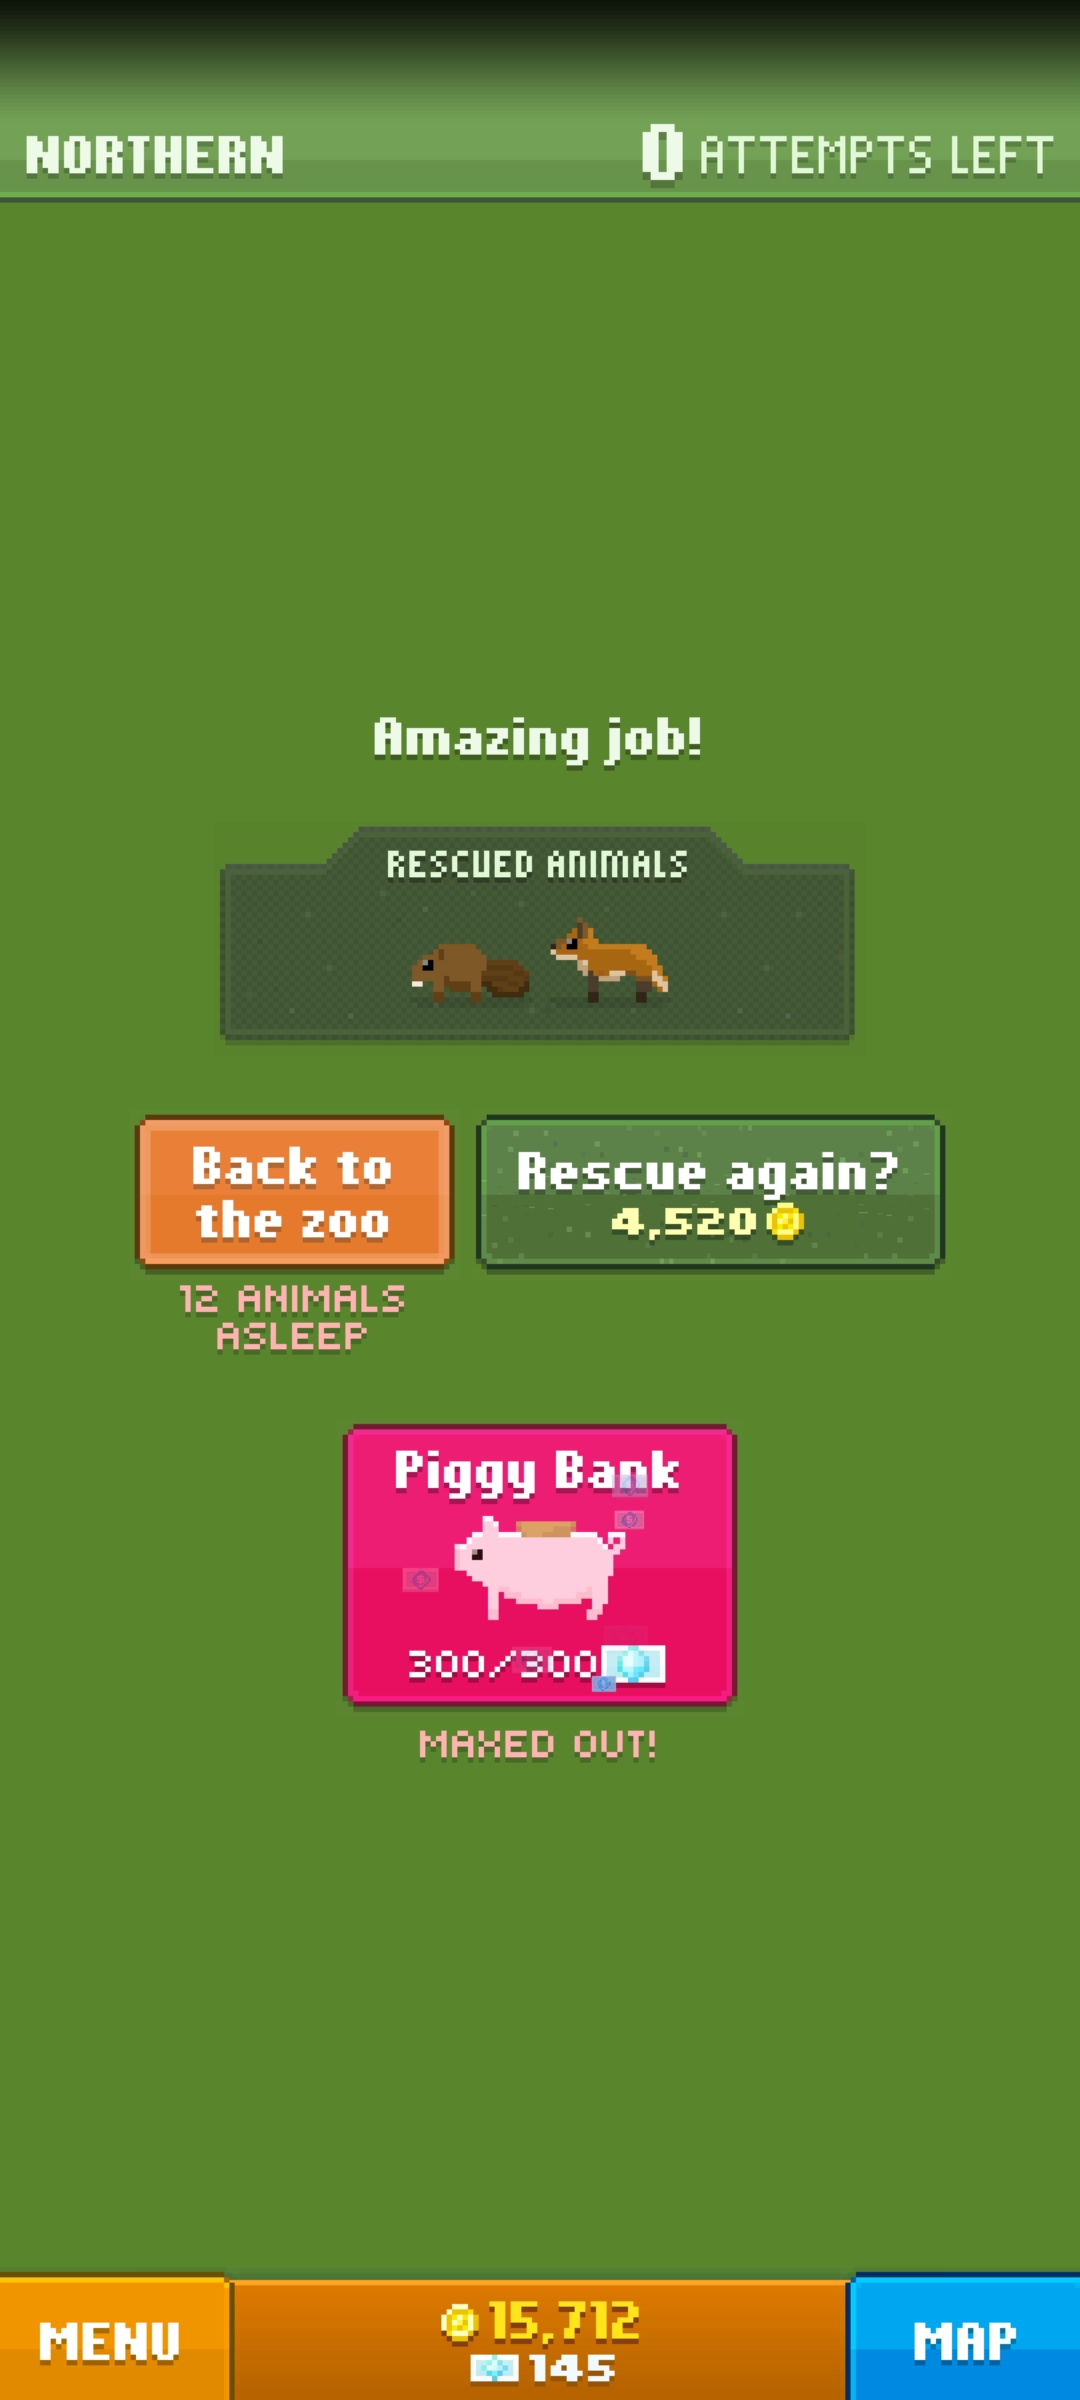 NORTHERN
0 ATTEMPTS LEFT
Amazing job!
RESCUED ANIMALS
Back to
the zoo
Rescue again?
4,520
12 ANIMALS
ASLEEP
Piggy Bank
300/300
MAXED OUT!
MENU
15,712
145
MAP